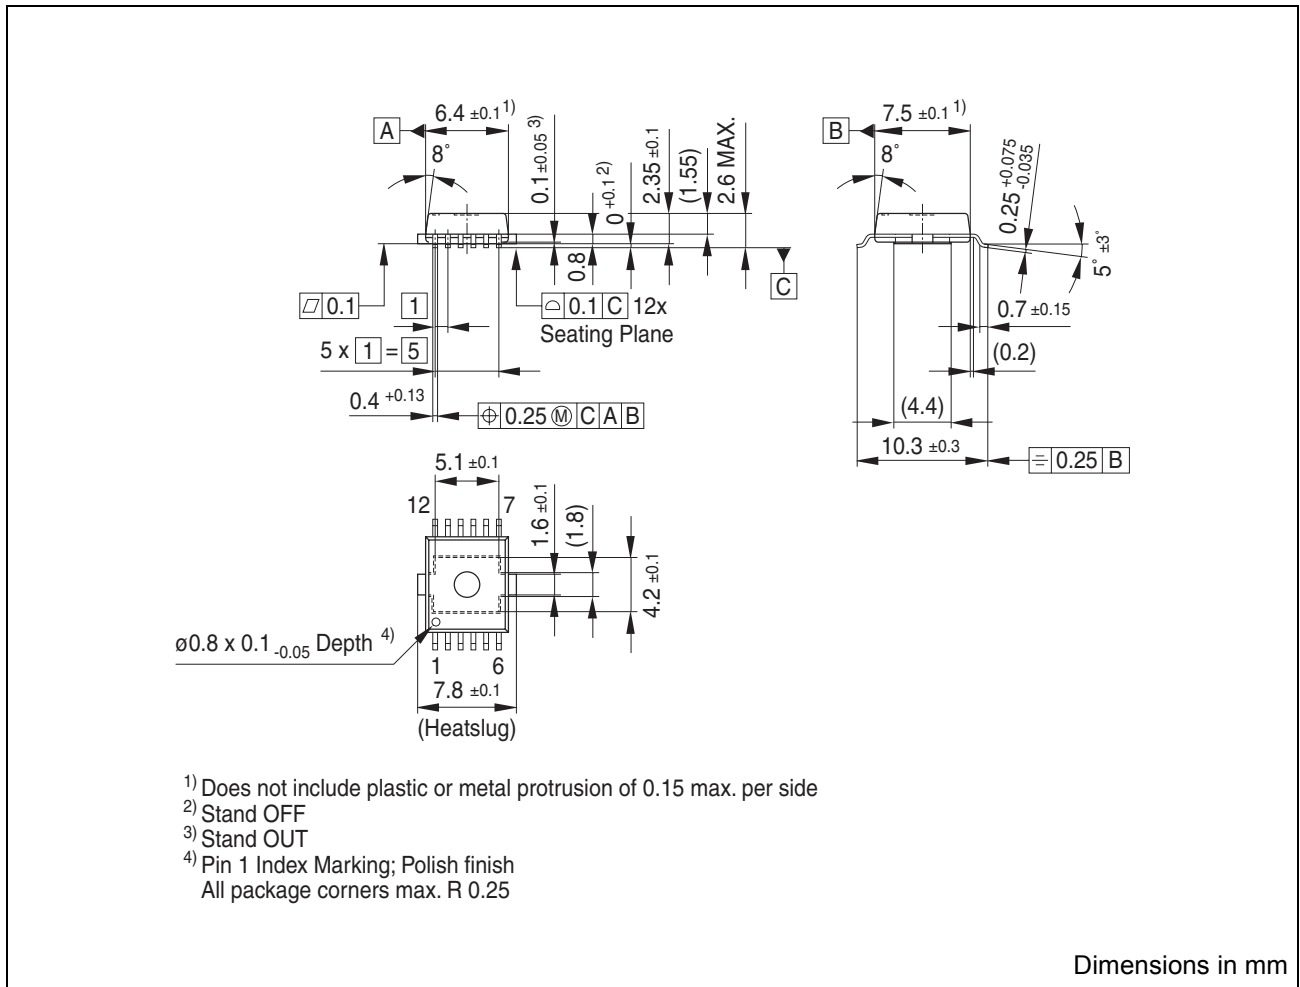 A
6.4 ±0.1 1)
8°
0.1±0.05 3)
0 +0.1 2)
2.35 ±0.1
(1.55)
2.6 MAX.
0.8
C
⏥ 0.1
1
⌓ 0.1 C 12x
Seating Plane
5 x 1 = 5
0.4 +0.13
⌖ 0.25 Ⓜ C A B
B
7.5 ±0.1 1)
8°
0.25 +0.075 -0.035
5° ±3°
0.7 ±0.15
(0.2)
(4.4)
10.3 ±0.3
⌯ 0.25 B
5.1 ±0.1
12
7
1.6 ±0.1
(1.8)
4.2 ±0.1
ø0.8 x 0.1 -0.05 Depth 4)
1
6
7.8 ±0.1
(Heatslug)
1) Does not include plastic or metal protrusion of 0.15 max. per side
2) Stand OFF
3) Stand OUT
4) Pin 1 Index Marking; Polish finish
All package corners max. R 0.25
Dimensions in mm